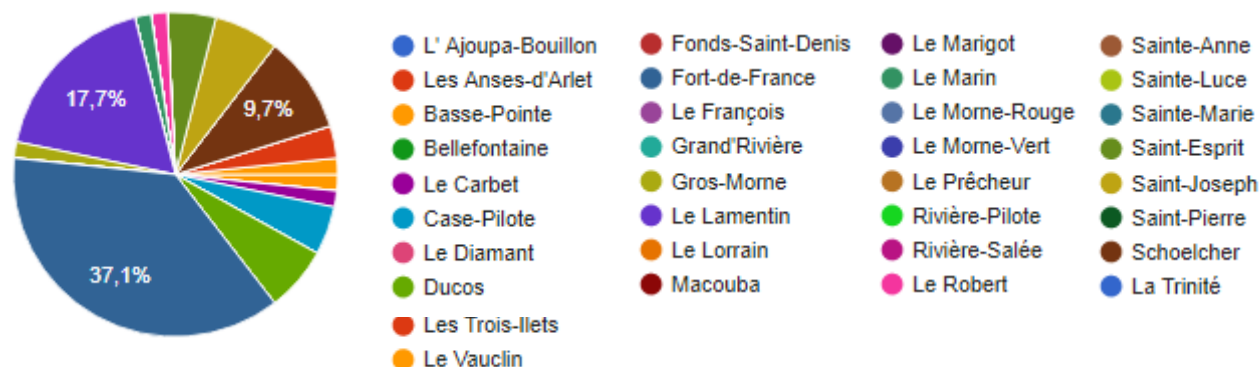 17,7%
9,7%
37,1%
L' Ajoupa-Bouillon
Les Anses-d'Arlet
Basse-Pointe
Bellefontaine
Le Carbet
Case-Pilote
Le Diamant
Ducos
Les Trois-Ilets
Le Vauclin
Fonds-Saint-Denis
Fort-de-France
Le François
Grand'Rivière
Gros-Morne
Le Lamentin
Le Lorrain
Macouba
Le Marigot
Le Marin
Le Morne-Rouge
Le Morne-Vert
Le Prêcheur
Rivière-Pilote
Rivière-Salée
Le Robert
Sainte-Anne
Sainte-Luce
Sainte-Marie
Saint-Esprit
Saint-Joseph
Saint-Pierre
Schoelcher
La Trinité